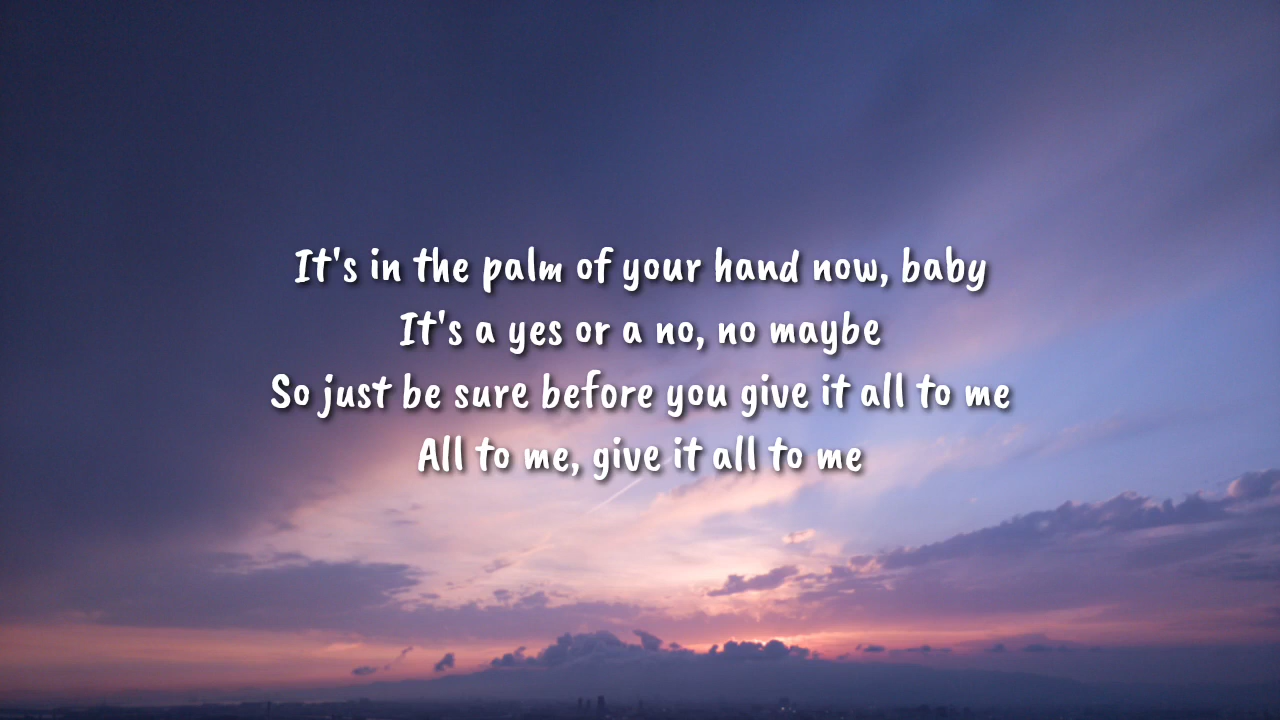 It's in the palm of your hand now, baby
It's a yes or a no, no maybe
So just be sure before you give it all to me
All to me, give it all to me